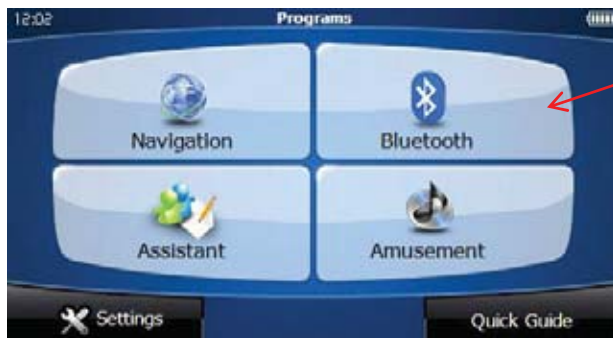 12:02 Programs
Navigation Bluetooth
Assistant Amusement
Settings Quick Guide